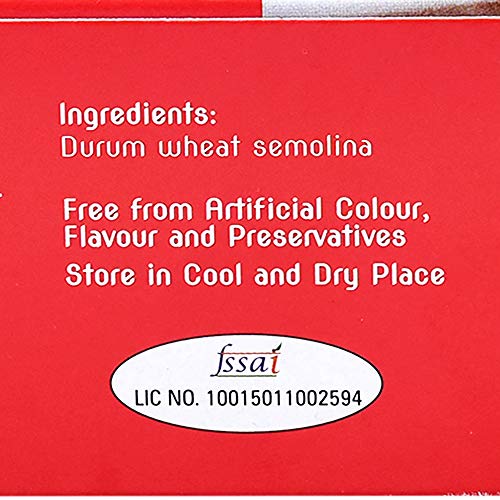 Ingredients:
Durum wheat semolina
Free from Artificial Colour,
Flavour and Preservatives
Store in Cool and Dry Place
fssai
LIC NO. 10015011002594